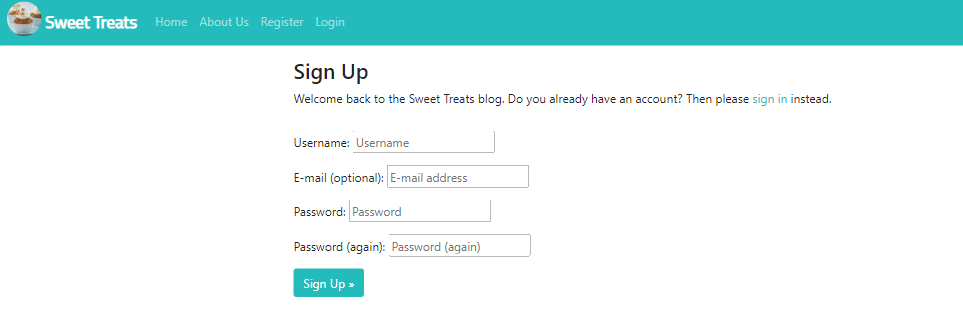 Sweet Treats Home About Us Register Login
Sign Up
Welcome back to the Sweet Treats blog. Do you already have an account? Then please sign in instead.
Username: Username
E-mail (optional): E-mail address
Password: Password
Password (again): Password (again)
Sign Up »